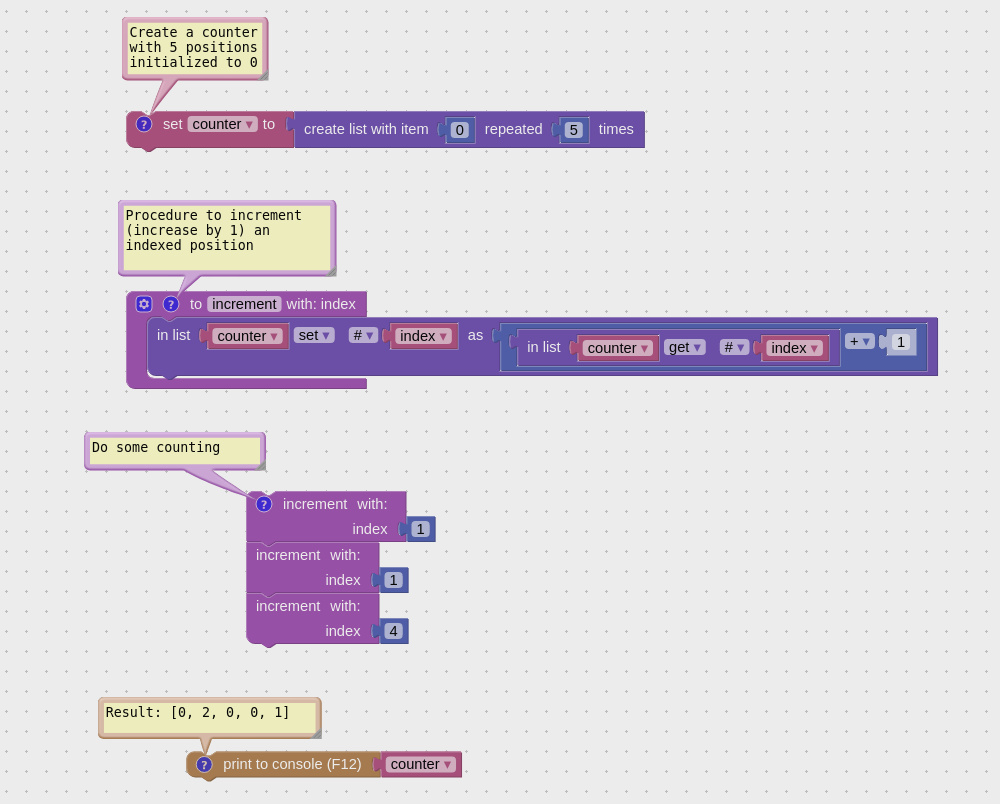 Create a counter
with 5 positions
initialized to 0
? set counter ▾ to create list with item 0 repeated 5 times
Procedure to increment
(increase by 1) an
indexed position
? to increment with: index
in list counter ▾ set ▾ # ▾ index ▾ as in list counter ▾ get ▾ # ▾ index ▾ + ▾ 1
Do some counting
? increment with:
index 1
increment with:
index 1
increment with:
index 4
Result: [0, 2, 0, 0, 1]
? print to console (F12) counter ▾